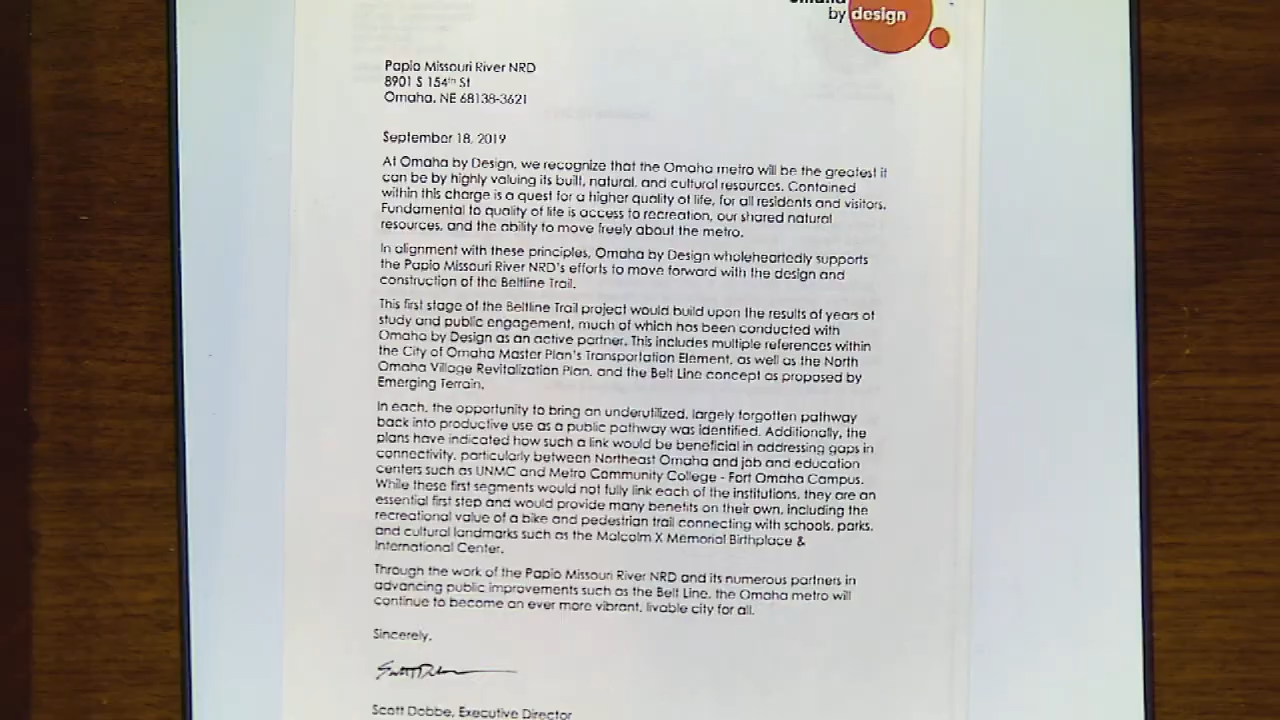 by design
Papio Missouri River NRD
8901 S 154th St
Omaha, NE 68138-3621
September 18, 2019
At Omaha by Design, we recognize that the Omaha metro will be the greatest it
can be by highly valuing its built, natural, and cultural resources. Contained
within this charge is a quest for a higher quality of life, for all residents and visitors.
Fundamental to quality of life is access to recreation, our shared natural
resources, and the ability to move freely about the metro.
In alignment with these principles, Omaha by Design wholeheartedly supports
the Papio Missouri River NRD's efforts to move forward with the design and
construction of the Beltline Trail.
This first stage of the Beltline Trail project would build upon the results of years of
study and public engagement, much of which has been conducted with
Omaha by Design as an active partner. This includes multiple references within
the City of Omaha Master Plan's Transportation Element, as well as the North
Omaha Village Revitalization Plan, and the Belt Line concept as proposed by
Emerging Terrain.
In each, the opportunity to bring an underutilized, largely forgotten pathway
back into productive use as a public pathway was identified. Additionally, the
plans have indicated how such a link would be beneficial in addressing gaps in
connectivity, particularly between Northeast Omaha and job and education
centers such as UNMC and Metro Community College - Fort Omaha Campus.
While these first segments would not fully link each of the institutions, they are an
essential first step and would provide many benefits on their own, including the
recreational value of a bike and pedestrian trail connecting with schools, parks,
and cultural landmarks such as the Malcolm X Memorial Birthplace &
International Center.
Through the work of the Papio Missouri River NRD and its numerous partners in
advancing public improvements such as the Belt Line, the Omaha metro will
continue to become an ever more vibrant, livable city for all.
Sincerely,
Scott Dobbe, Executive Director